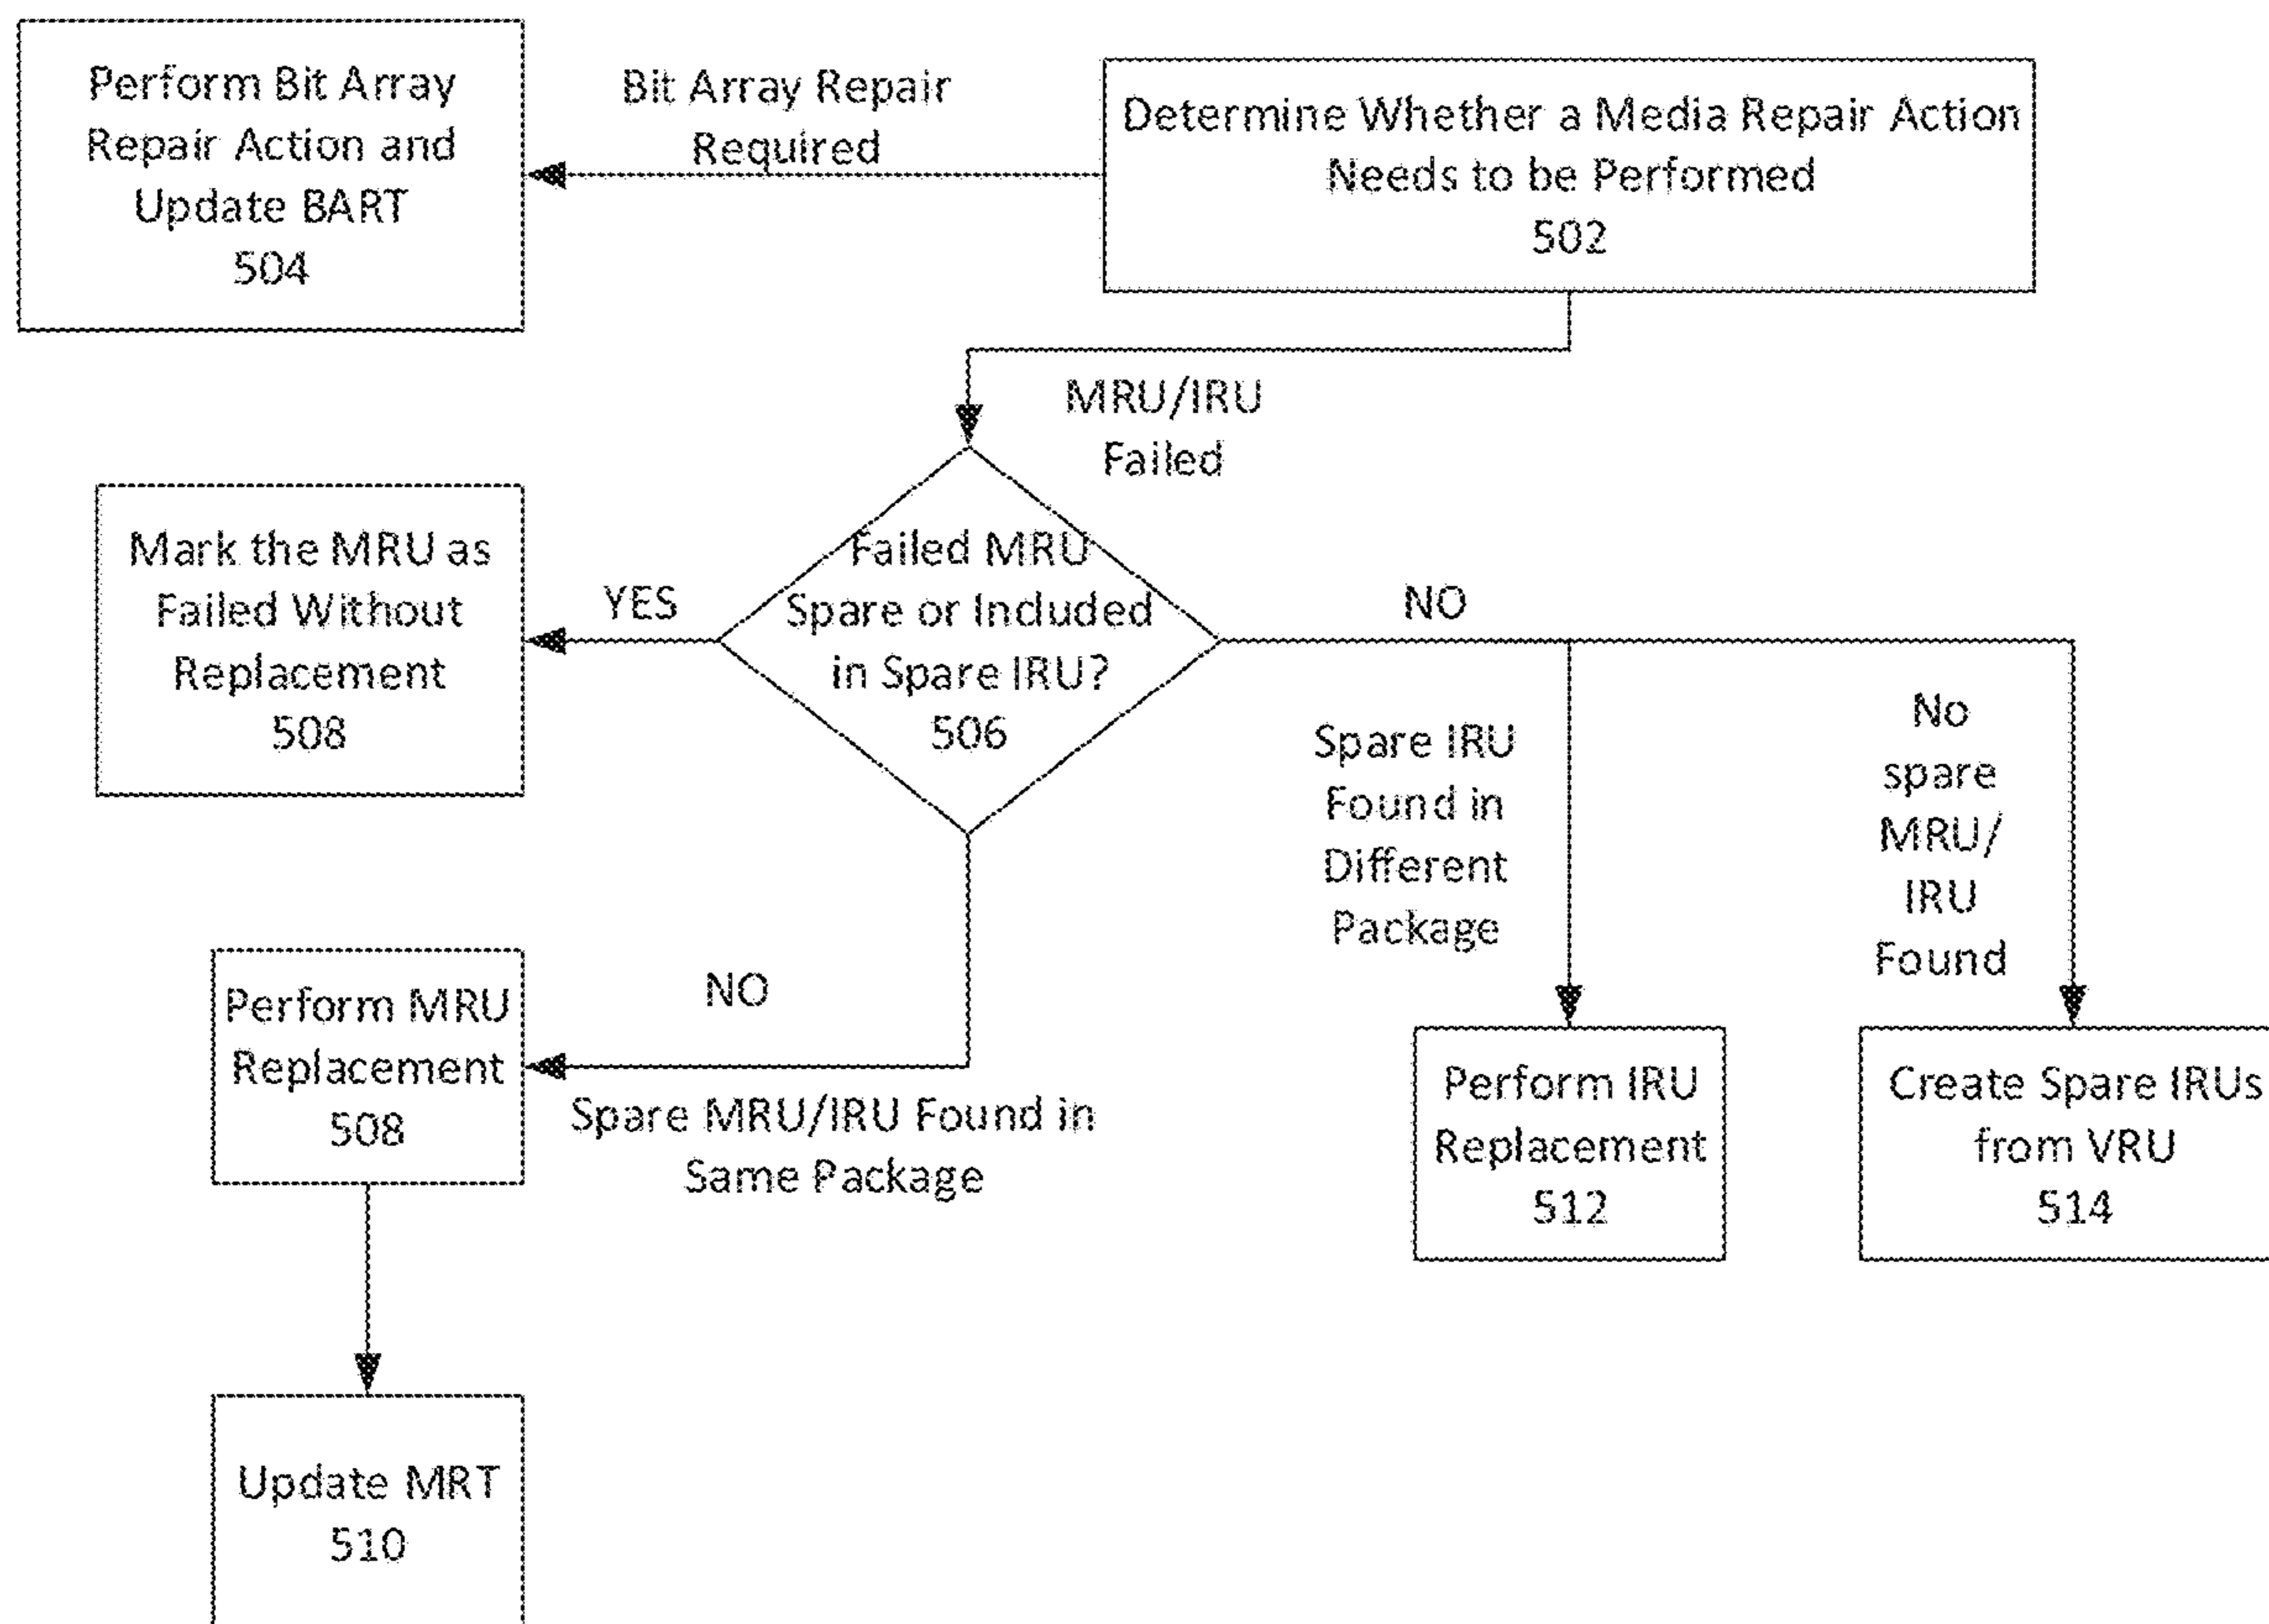 Perform Bit Array
Repair Action and
Update BART
504
Bit Array Repair
Required
Determine Whether a Media Repair Action
Needs to be Performed
502
MRU/IRU
Failed
Mark the MRU as
Failed Without
Replacement
508
YES
Failed MRU
Spare or Included
in Spare IRU?
506
NO
Spare IRU
Found in
Different
Package
No
spare
MRU/
IRU
Found
Perform MRU
Replacement
508
NO
Spare MRU/IRU Found in
Same Package
Perform IRU
Replacement
512
Create Spare IRUs
from VRU
514
Update MRT
510